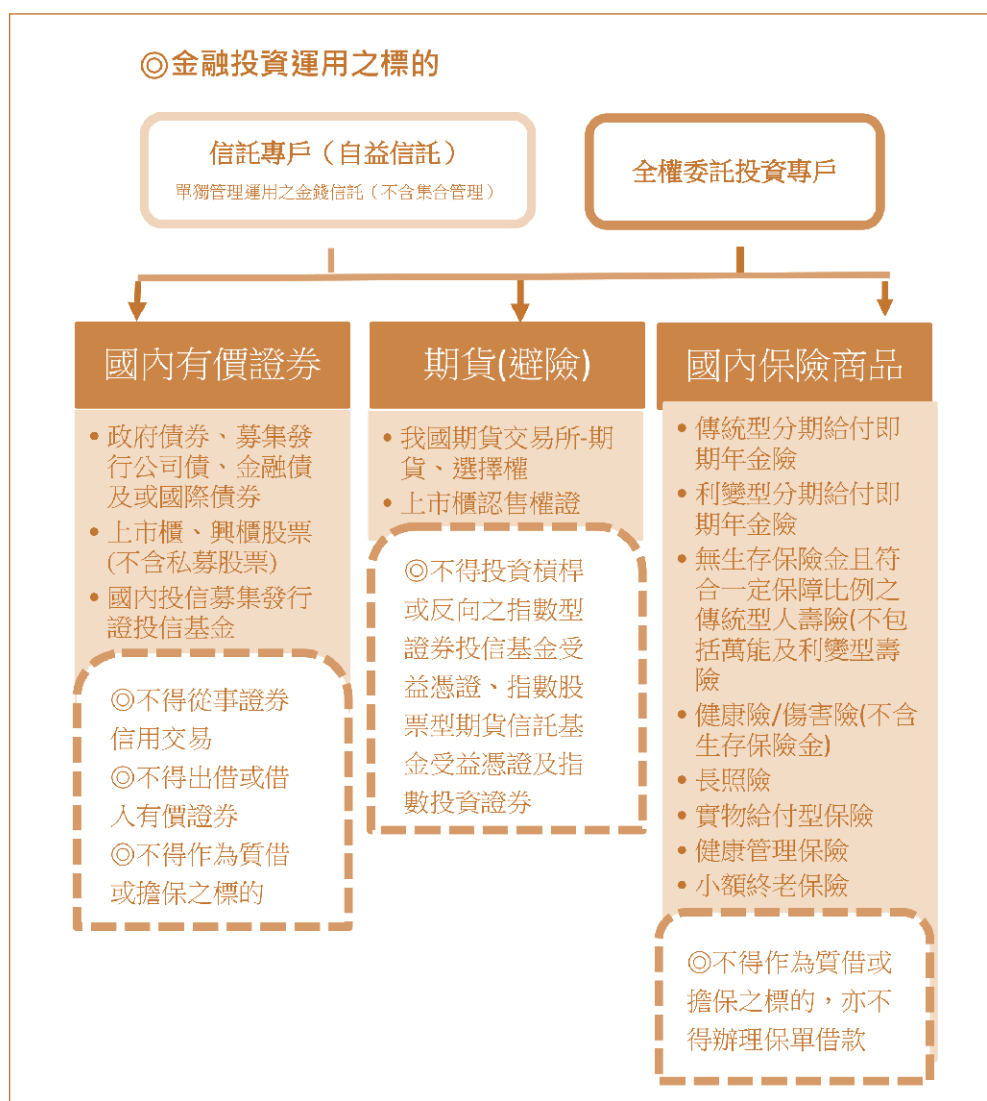 ◎金融投資運用之標的
信託專戶（自益信託）
單獨管理運用之金錢信託（不含集合管理）
全權委託投資專戶
國內有價證券
• 政府債券、募集發
行公司債、金融債
及或國際債券
• 上市櫃、興櫃股票
(不含私募股票)
• 國內投信募集發行
證投信基金
◎不得從事證券
信用交易
◎不得出借或借
入有價證券
◎不得作為質借
或擔保之標的
期貨(避險)
• 我國期貨交易所-期
貨、選擇權
• 上市櫃認售權證
◎不得投資槓桿
或反向之指數型
證券投信基金受
益憑證、指數股
票型期貨信託基
金受益憑證及指
數投資證券
國內保險商品
• 傳統型分期給付即
期年金險
• 利變型分期給付即
期年金險
• 無生存保險金且符
合一定保障比例之
傳統型人壽險(不包
括萬能及利變型壽
險
• 健康險/傷害險(不含
生存保險金)
• 長照險
• 實物給付型保險
• 健康管理保險
• 小額終老保險
◎不得作為質借或
擔保之標的，亦不
得辦理保單借款